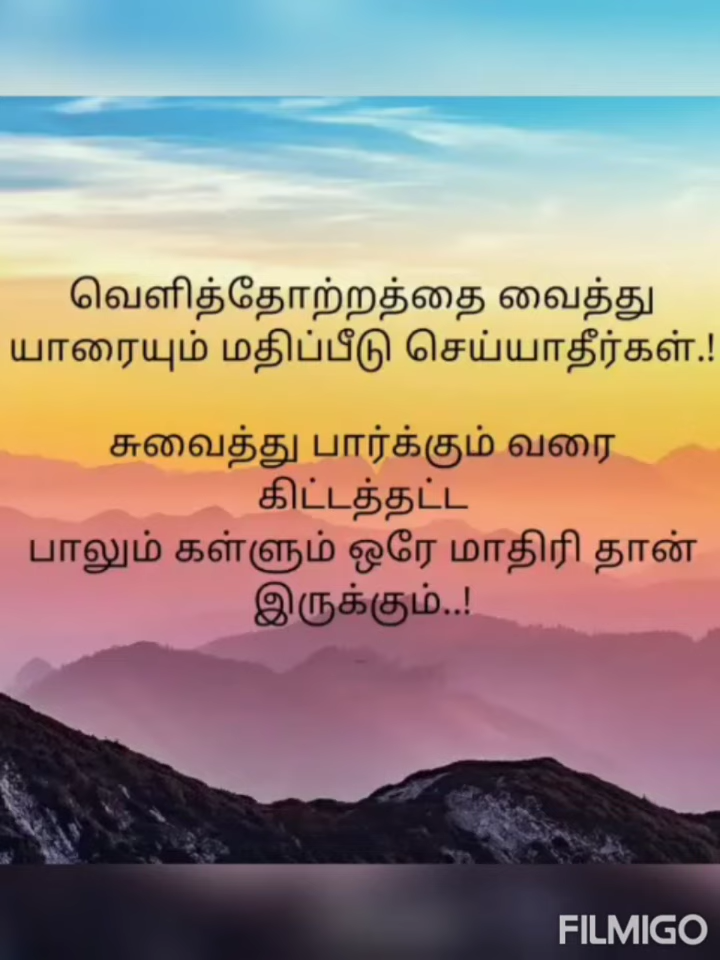 வெளித்தோற்றத்தை வைத்து
யாரையும் மதிப்பீடு செய்யாதீர்கள்.!
சுவைத்து பார்க்கும் வரை
கிட்டத்தட்ட
பாலும் கள்ளும் ஒரே மாதிரி தான்
இருக்கும்..!
FILMIGO